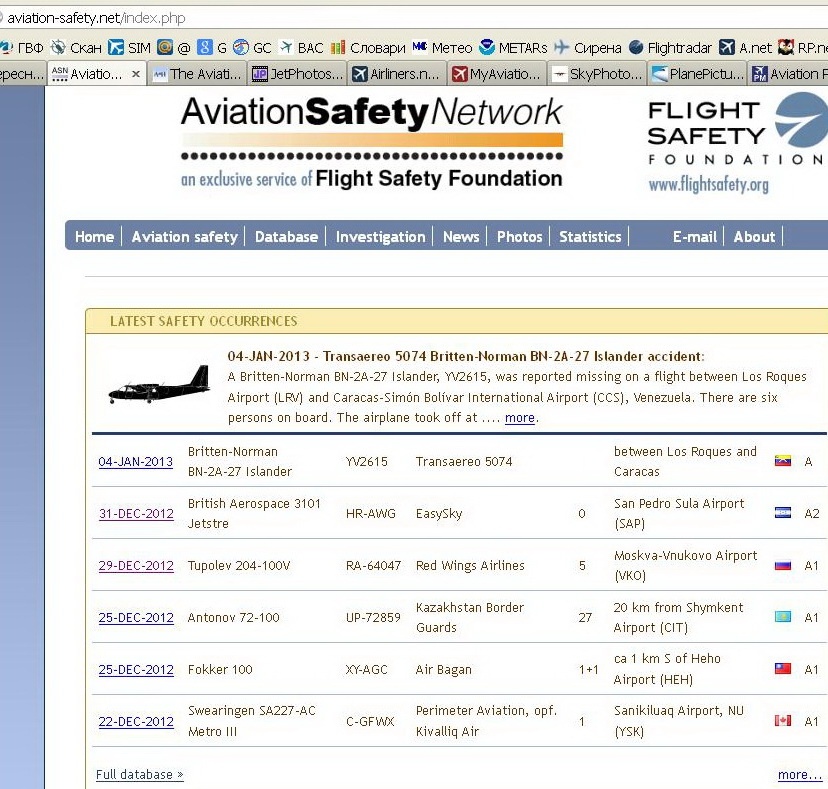 aviation-safety.net/index.php
ГВФ Скан SIM @ G GC ВАС Словари Метео METARs Сирена Flightradar A.net RP.ne
ересн... Aviatio... The Aviati... JetPhotos... Airliners.n... MyAviatio... SkyPhoto... PlanePictu... Aviation P
AviationSafetyNetwork
an exclusive service of Flight Safety Foundation
FLIGHT
SAFETY
FOUNDATION
www.flightsafety.org
Home Aviation safety Database Investigation News Photos Statistics E-mail About
LATEST SAFETY OCCURRENCES
04-JAN-2013 - Transaereo 5074 Britten-Norman BN-2A-27 Islander accident:
A Britten-Norman BN-2A-27 Islander, YV2615, was reported missing on a flight between Los Roques
Airport (LRV) and Caracas-Simón Bolívar International Airport (CCS), Venezuela. There are six
persons on board. The airplane took off at .... more.
04-JAN-2013 Britten-Norman BN-2A-27 Islander YV2615 Transaereo 5074 between Los Roques and Caracas A
31-DEC-2012 British Aerospace 3101 Jetstre HR-AWG EasySky 0 San Pedro Sula Airport (SAP) A2
29-DEC-2012 Tupolev 204-100V RA-64047 Red Wings Airlines 5 Moskva-Vnukovo Airport (VKO) A1
25-DEC-2012 Antonov 72-100 UP-72859 Kazakhstan Border Guards 27 20 km from Shymkent Airport (CIT) A1
25-DEC-2012 Fokker 100 XY-AGC Air Bagan 1+1 ca 1 km S of Heho Airport (HEH) A1
22-DEC-2012 Swearingen SA227-AC Metro III C-GFWX Perimeter Aviation, opf. Kivalliq Air 1 Sanikiluaq Airport, NU (YSK) A1
Full database » more...